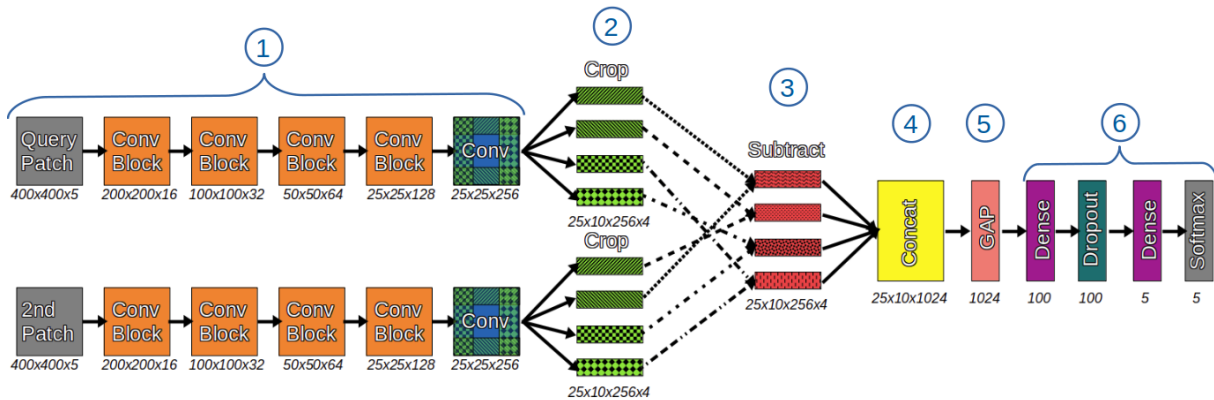 1
2
3
4
5
6
Crop
Subtract
Query
Patch
Conv
Block
Conv
Block
Conv
Block
Conv
Block
Conv
400x400x5
200x200x16
100x100x32
50x50x64
25x25x128
25x25x256
25x10x256x4
Crop
2nd
Patch
Conv
Block
Conv
Block
Conv
Block
Conv
Block
Conv
400x400x5
200x200x16
100x100x32
50x50x64
25x25x128
25x25x256
25x10x256x4
25x10x256x4
Concat
25x10x1024
GAP
1024
Dense
100
Dropout
100
Dense
5
Softmax
5